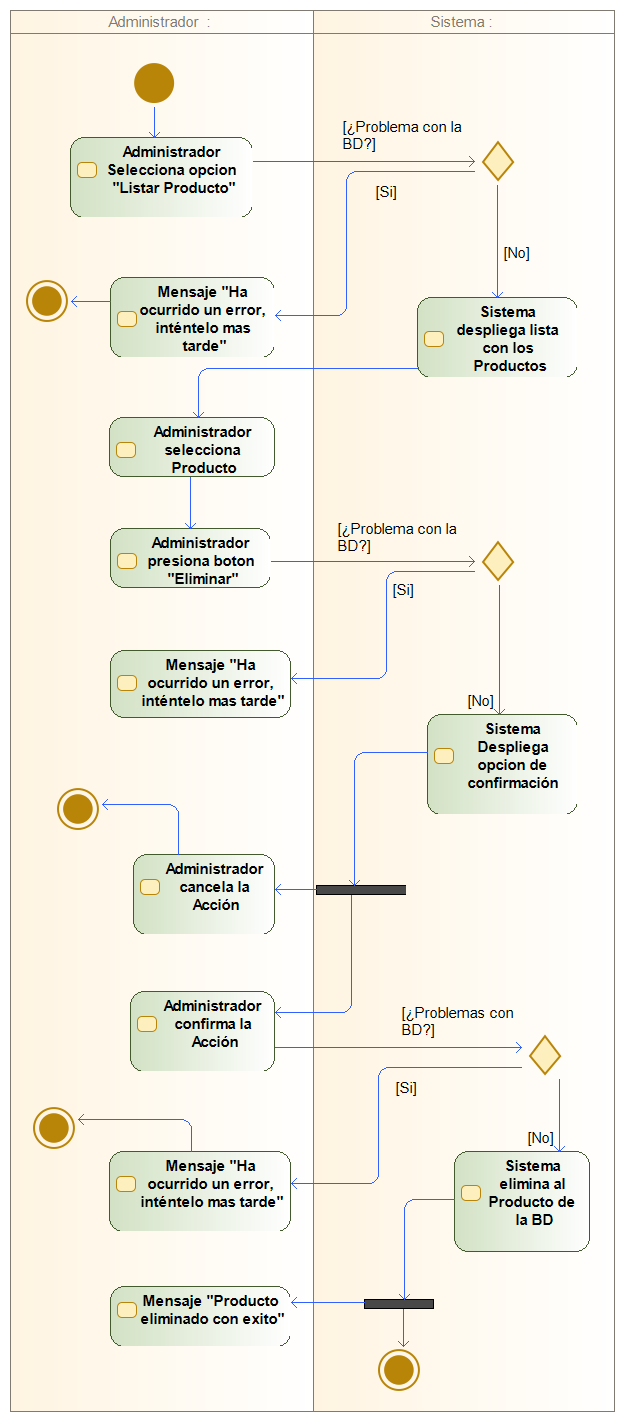 Administrador :
Sistema :
Administrador
Selecciona opcion
"Listar Producto"
[¿Problema con la
BD?]
[Si]
[No]
Mensaje "Ha
ocurrido un error,
inténtelo mas
tarde"
Sistema
despliega lista
con los
Productos
Administrador
selecciona
Producto
Administrador
presiona boton
"Eliminar"
[¿Problema con la
BD?]
[Si]
Mensaje "Ha
ocurrido un error,
inténtelo mas tarde"
[No]
Sistema
Despliega
opcion de
confirmación
Administrador
cancela la
Acción
Administrador
confirma la
Acción
[¿Problemas con
BD?]
[Si]
[No]
Mensaje "Ha
ocurrido un error,
inténtelo mas tarde"
Sistema
elimina al
Producto de
la BD
Mensaje "Producto
eliminado con exito"